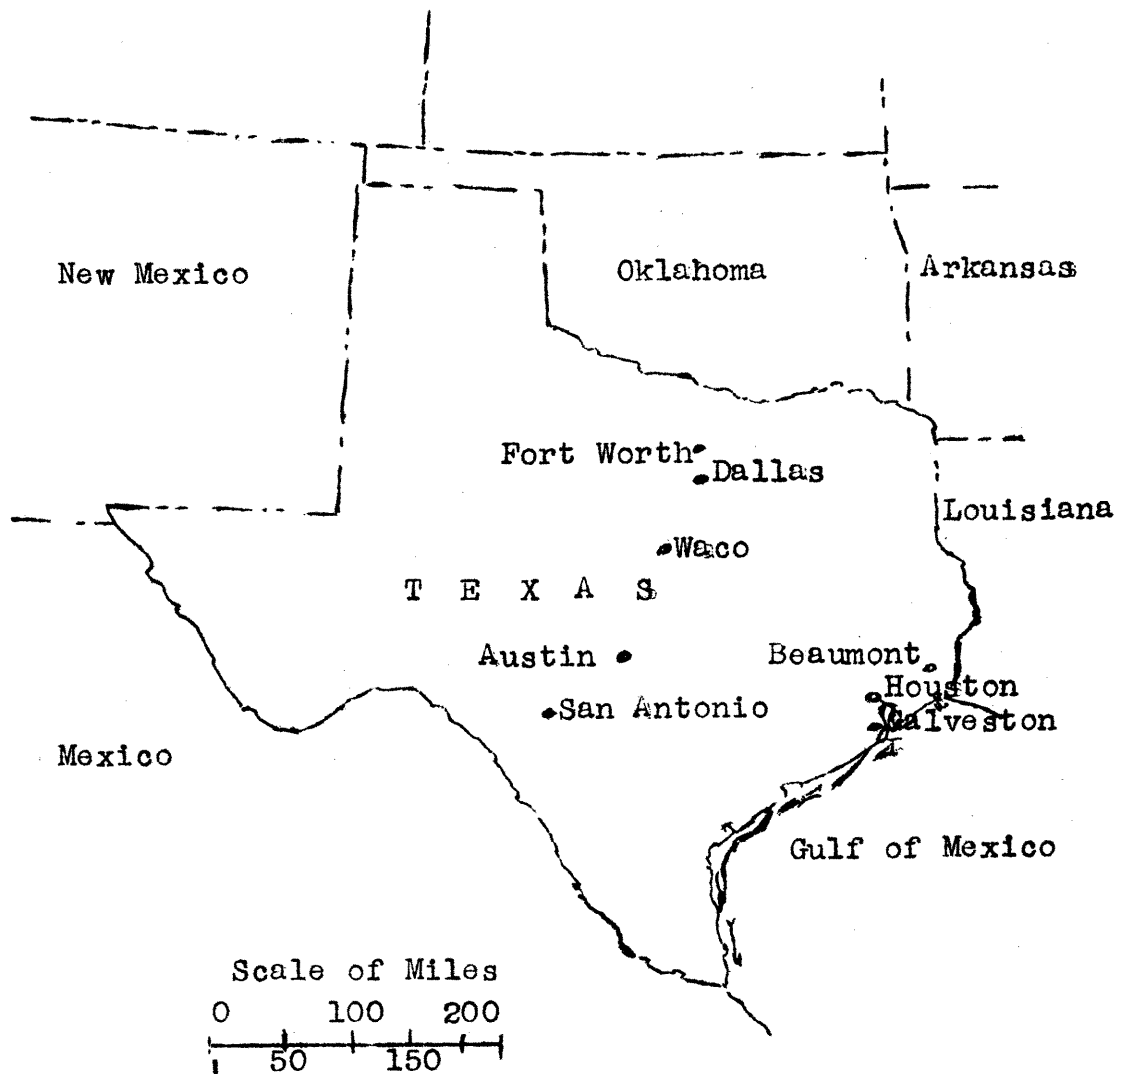 New Mexico
Oklahoma
Arkansas
Fort Worth
Dallas
Louisiana
Waco
T E X A S
Austin
Beaumont
Houston
San Antonio
Galveston
Mexico
Gulf of Mexico
Scale of Miles
0 100 200
50 150